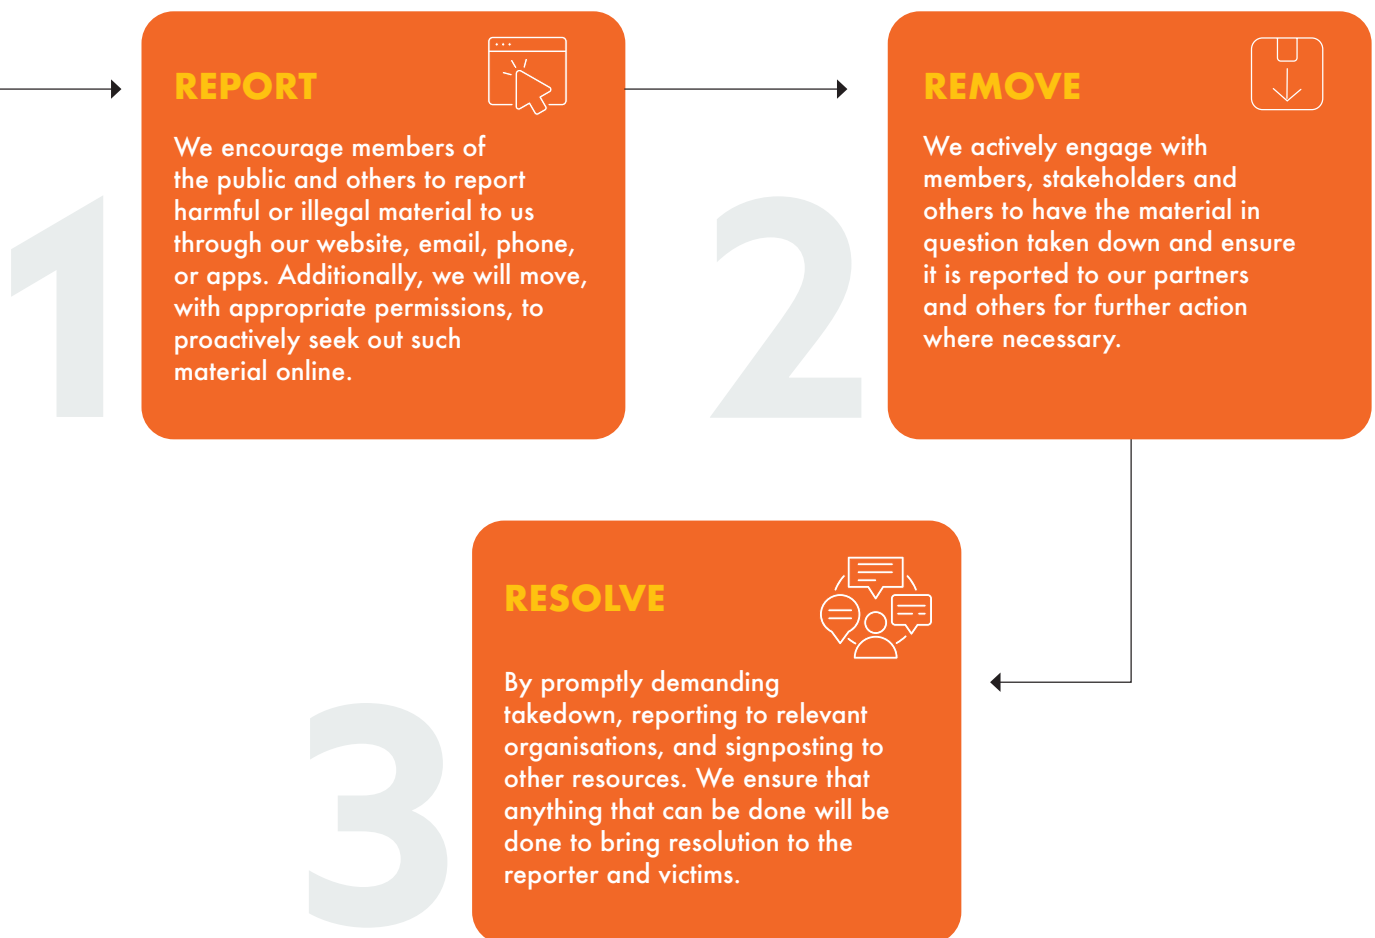 1
REPORT
We encourage members of
the public and others to report
harmful or illegal material to us
through our website, email, phone,
or apps. Additionally, we will move,
with appropriate permissions, to
proactively seek out such
material online.
2
REMOVE
We actively engage with
members, stakeholders and
others to have the material in
question taken down and ensure
it is reported to our partners
and others for further action
where necessary.
3
RESOLVE
By promptly demanding
takedown, reporting to relevant
organisations, and signposting to
other resources. We ensure that
anything that can be done will be
done to bring resolution to the
reporter and victims.